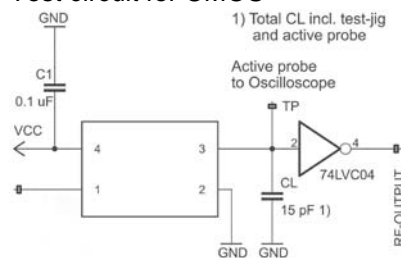 Test circuit for CMOS
GND
1) Total CL incl. test-jig
and active probe
C1
0.1 uF
Active probe
to Oscilloscope
TP
VCC
4
3
2
4
1
2
74LVC04
CL
15 pF 1)
GND
GND
RF-OUTPUT